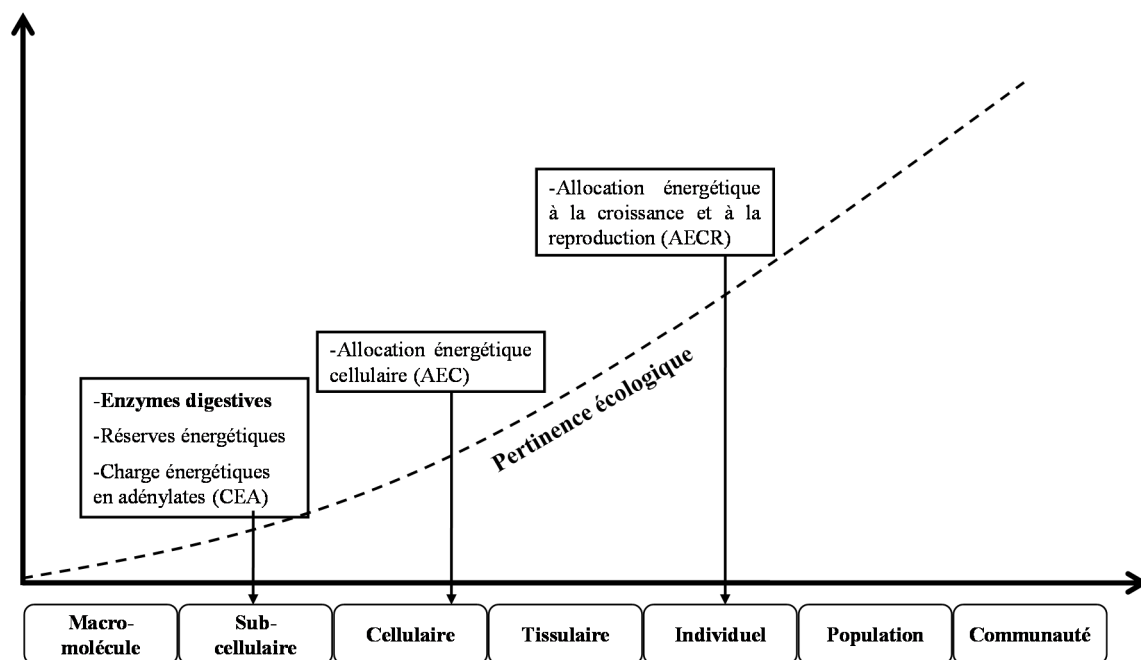 -Allocation énergétique
à la croissance et à la
reproduction (AECR)
-Allocation énergétique
cellulaire (AEC)
-Enzymes digestives
-Réserves énergétiques
-Charge énergétiques
en adénylates (CEA)
Pertinence écologique
Macro-
molécule
Sub-
cellulaire
Cellulaire
Tissulaire
Individuel
Population
Communauté